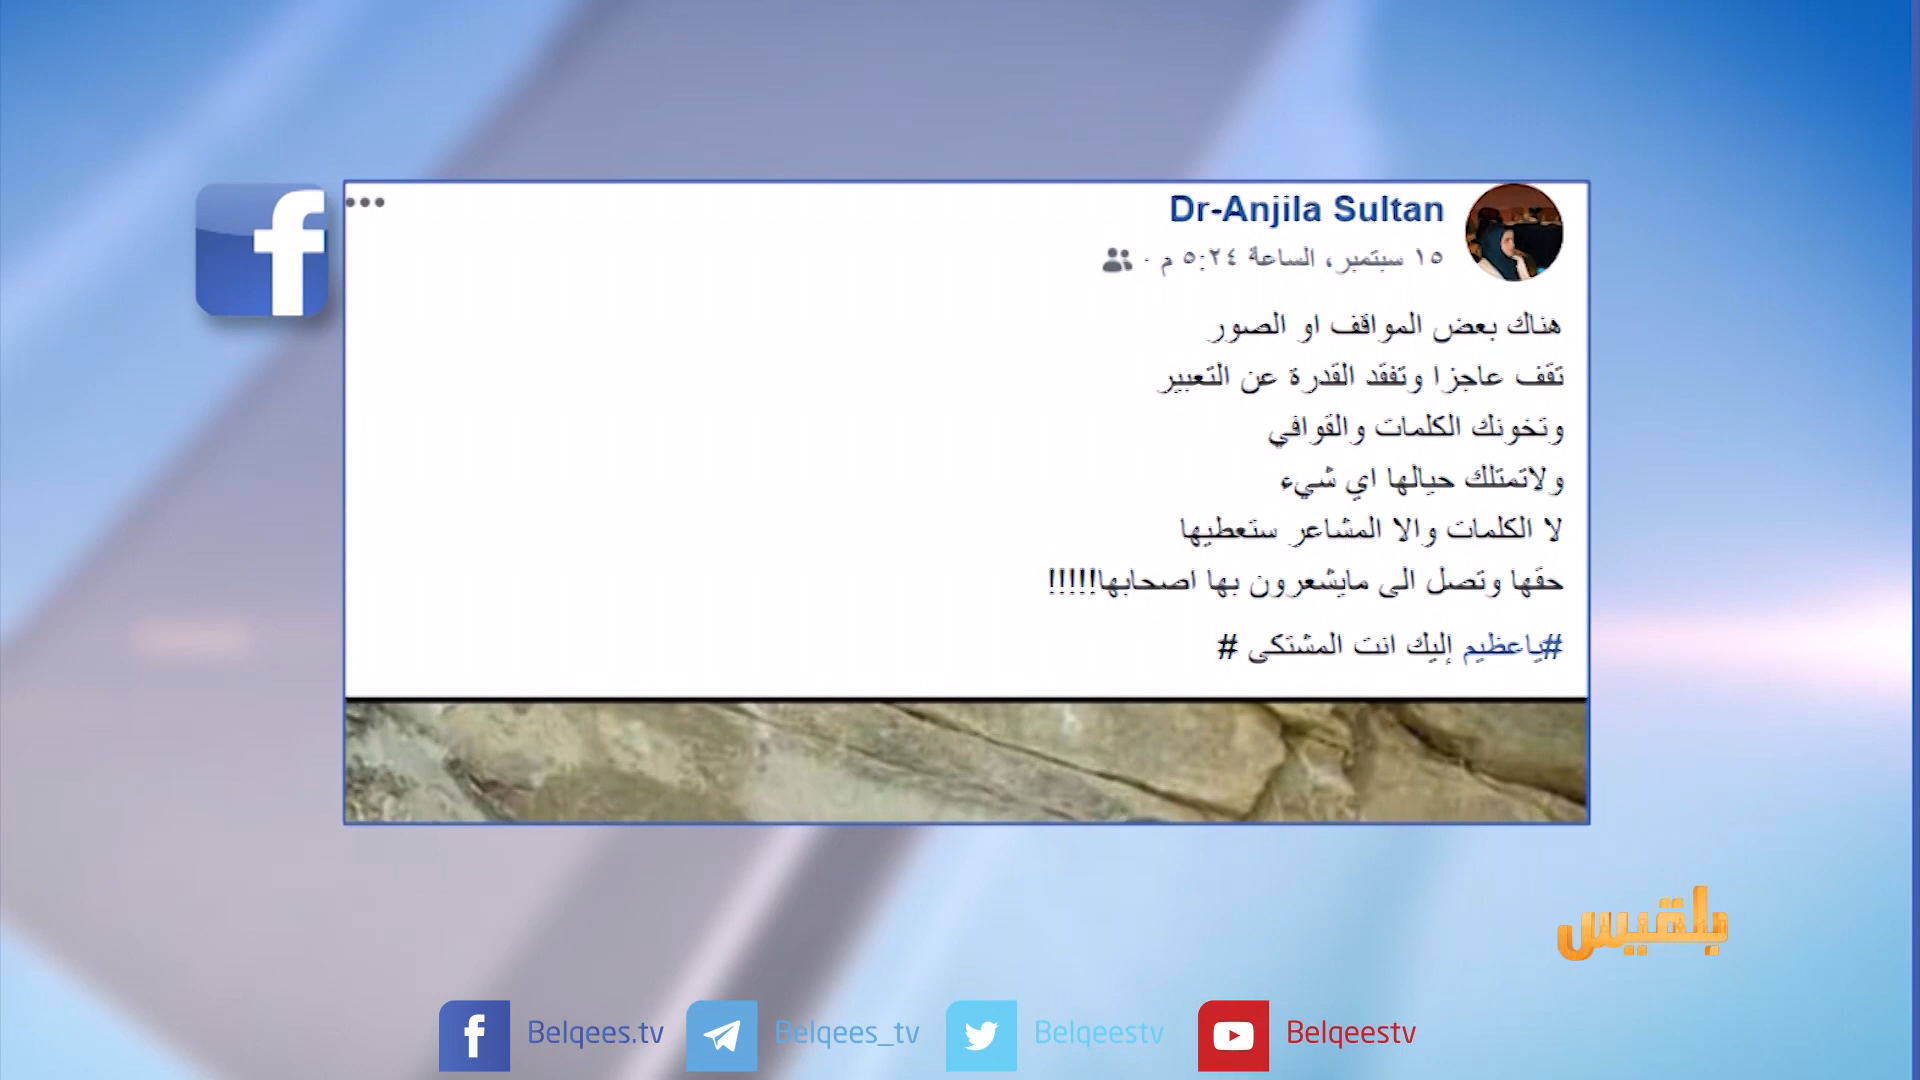 Dr-Anjila Sultan
١٥ سبتمبر، الساعة ٥:٢٤ م ·
هناك بعض المواقف او الصور
تقف عاجزا وتفقد القدرة عن التعبير
وتخونك الكلمات والقوافي
ولاتمتلك حيالها اي شيء
لا الكلمات والا المشاعر ستعطيها
حقها وتصل الى مايشعرون بها اصحابها!!!!!
#ياعظيم إليك انت المشتكى #
بلقيس
Belqees.tv
Belqees_tv
Belqeestv
Belqeestv